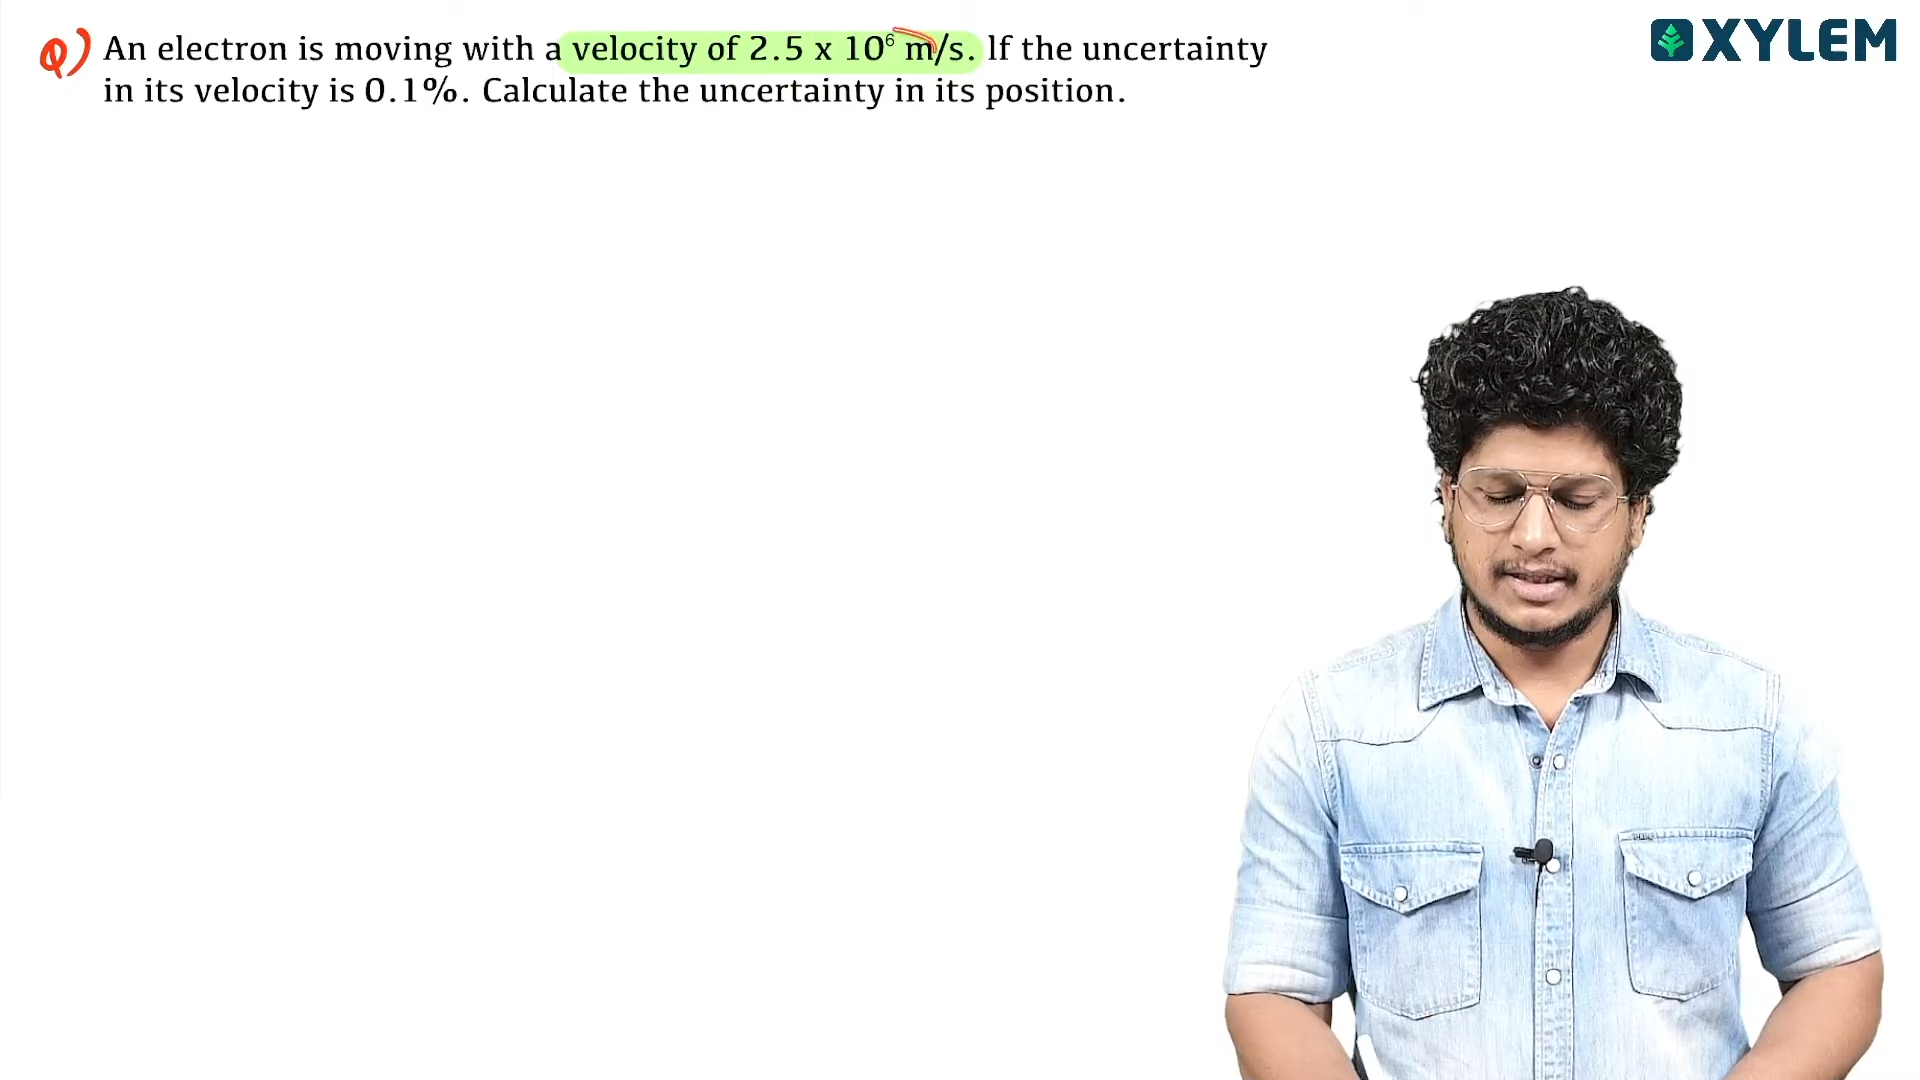 Q) An electron is moving with a velocity of 2.5 x 10⁶ m/s. If the uncertainty
in its velocity is 0.1%. Calculate the uncertainty in its position.
XYLEM